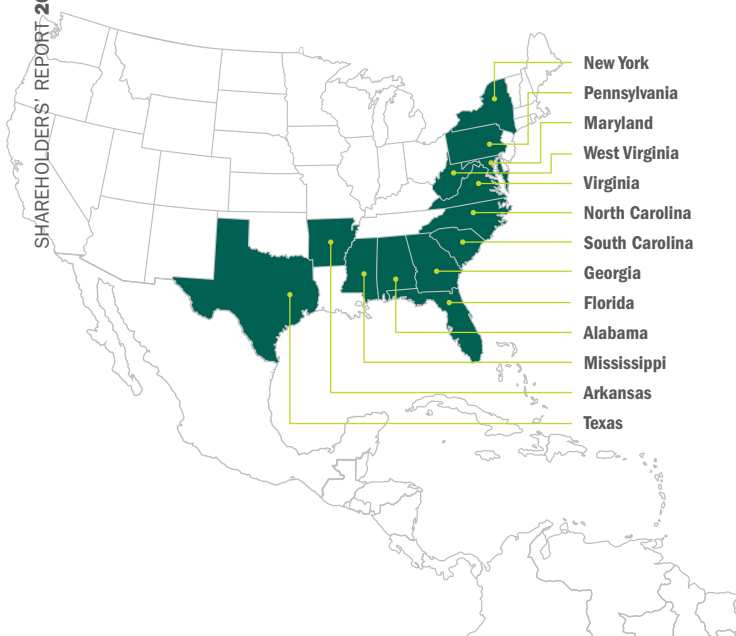 SHAREHOLDERS' REPORT
New York
Pennsylvania
Maryland
West Virginia
Virginia
North Carolina
South Carolina
Georgia
Florida
Alabama
Mississippi
Arkansas
Texas